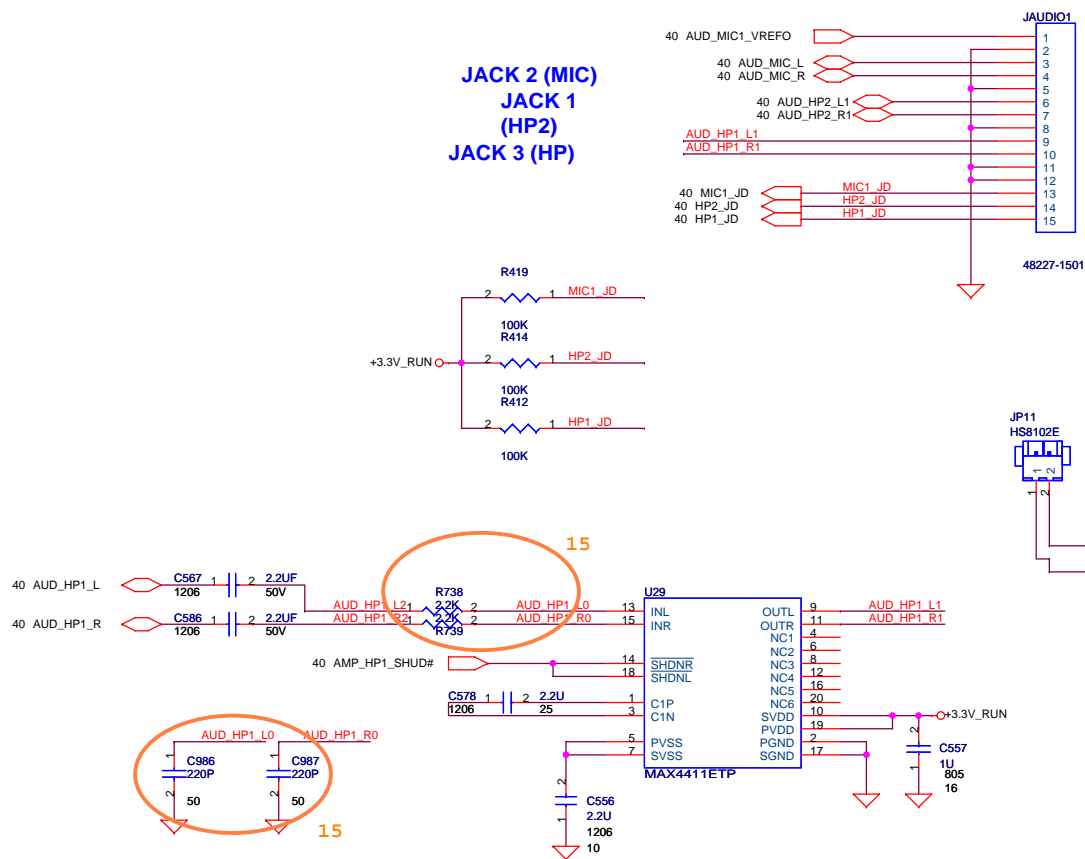 JAUDIO1
40 AUD_MIC1_VREFO 1
2
40 AUD_MIC_L 3
40 AUD_MIC_R 4
5
40 AUD_HP2_L1 6
40 AUD_HP2_R1 7
8
AUD_HP1_L1 9
AUD_HP1_R1 10
11
12
40 MIC1_JD MIC1_JD 13
40 HP2_JD HP2_JD 14
40 HP1_JD HP1_JD 15
48227-1501
JACK 2 (MIC)
JACK 1
(HP2)
JACK 3 (HP)
R419
2 1 MIC1_JD
100K
R414
+3.3V_RUN 2 1 HP2_JD
100K
R412
2 1 HP1_JD
100K
JP11
HS8102E
1 2
1 2
15
40 AUD_HP1_L C567 1 2 2.2UF
1206 50V
40 AUD_HP1_R C586 1 2 2.2UF
1206 50V
R738
AUD_HP1_L2 1 2.2K 2 AUD_HP1_L0 13 INL
AUD_HP1_R2 1 2.2K 2 AUD_HP1_R0 15 INR
R739
40 AMP_HP1_SHUD# 14 SHDNR
18 SHDNL
C578 1 2 2.2U
1206 25
1 C1P
3 C1N
5 PVSS
7 SVSS
U29
OUTL 9 AUD_HP1_L1
OUTR 11 AUD_HP1_R1
NC1 4
NC2 6
NC3 8
NC4 12
NC5 16
NC6 20
SVDD 10 +3.3V_RUN
PVDD 19
PGND 2
SGND 17
MAX4411ETP
2 1
C557
1U
805
16
2 1
C556
2.2U
1206
10
AUD_HP1_L0 AUD_HP1_R0
1 2 C986
220P
50
1 2 C987
220P
50
15